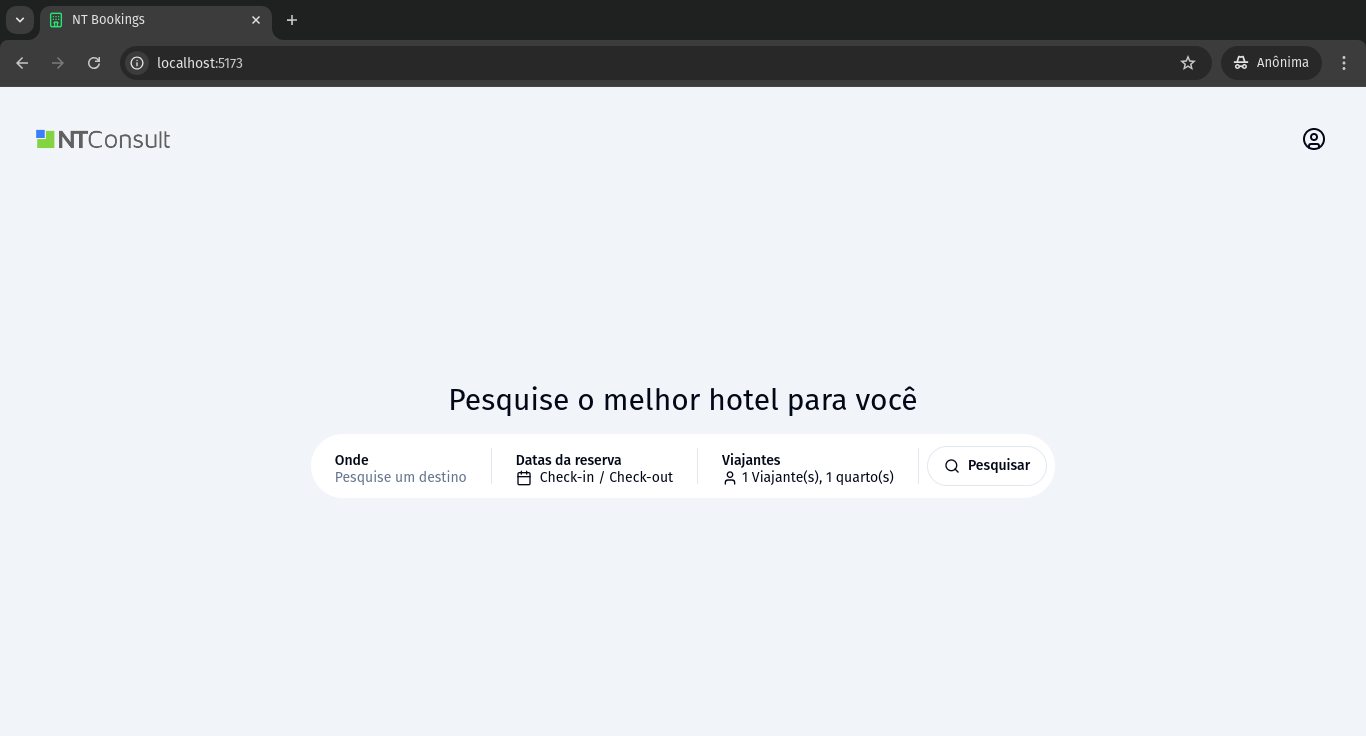 NT Bookings
localhost:5173
Anônima
NTConsult
Pesquise o melhor hotel para você
Onde
Pesquise um destino
Datas da reserva
Check-in / Check-out
Viajantes
1 Viajante(s), 1 quarto(s)
Pesquisar